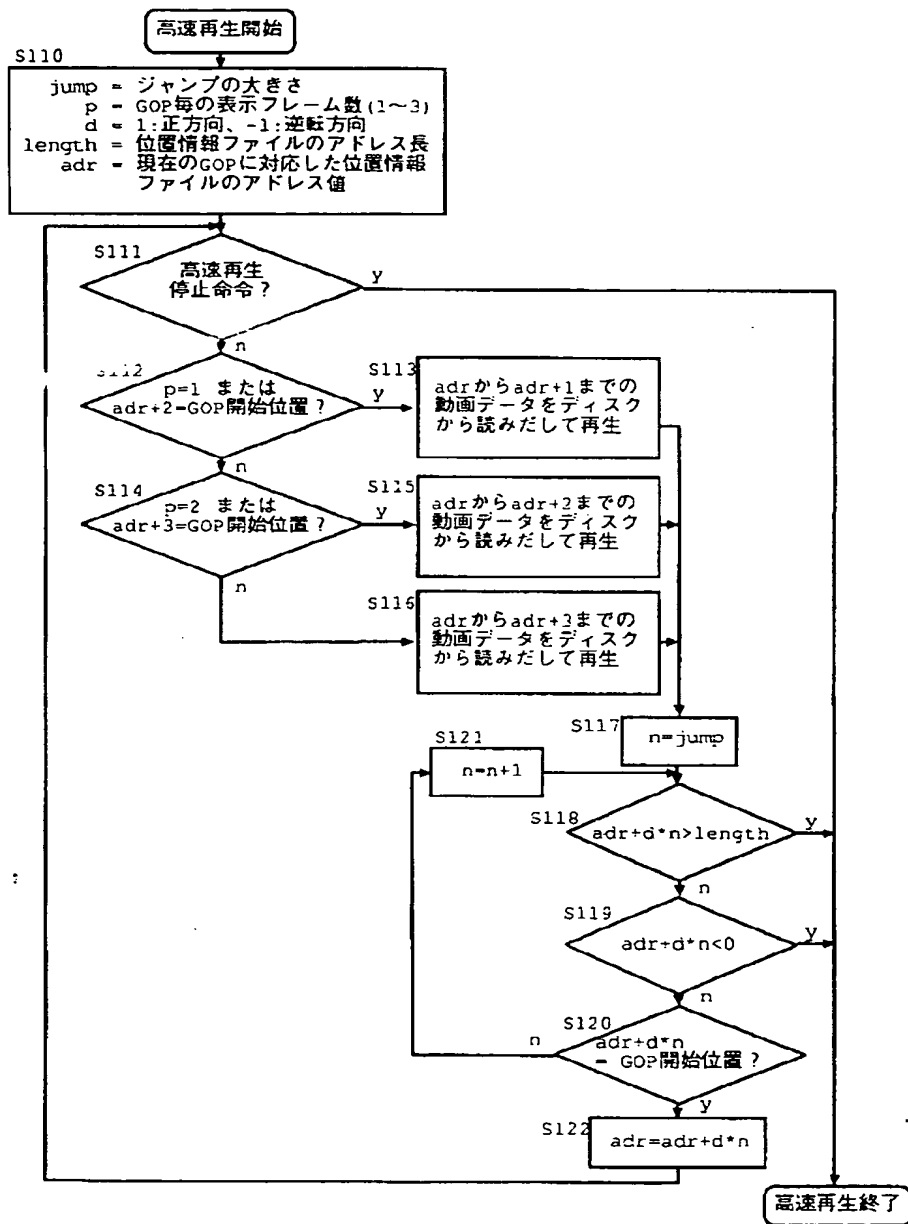 高速再生開始
S110
jump = ジャンプの大きさ
p = GOP毎の表示フレーム数(1〜3)
d = 1:正方向、-1:逆転方向
length = 位置情報ファイルのアドレス長
adr = 現在のGOPに対応した位置情報
ファイルのアドレス値
S111
高速再生
停止命令?
y
n
S112
p=1 または
adr+2=GOP開始位置?
y
n
S113
adrからadr+1までの
動画データをディスク
から読みだして再生
S114
p=2 または
adr+3=GOP開始位置?
y
n
S115
adrからadr+2までの
動画データをディスク
から読みだして再生
S116
adrからadr+3までの
動画データをディスク
から読みだして再生
S117
n=jump
S121
n=n+1
S118
adr+d*n>length
y
n
S119
adr+d*n<0
y
n
S120
adr+d*n
= GOP開始位置?
n
y
S122
adr=adr+d*n
高速再生終了